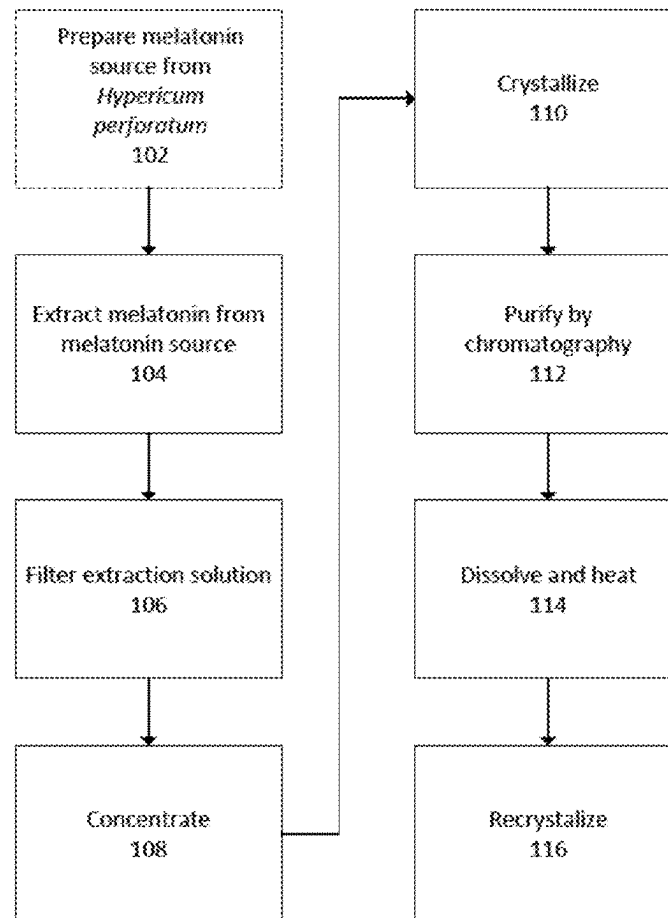 Prepare melatonin
source from
Hypericum
perforatum
102
Extract melatonin from
melatonin source
104
Filter extraction solution
106
Concentrate
108
Crystallize
110
Purify by
chromatography
112
Dissolve and heat
114
Recrystalize
116